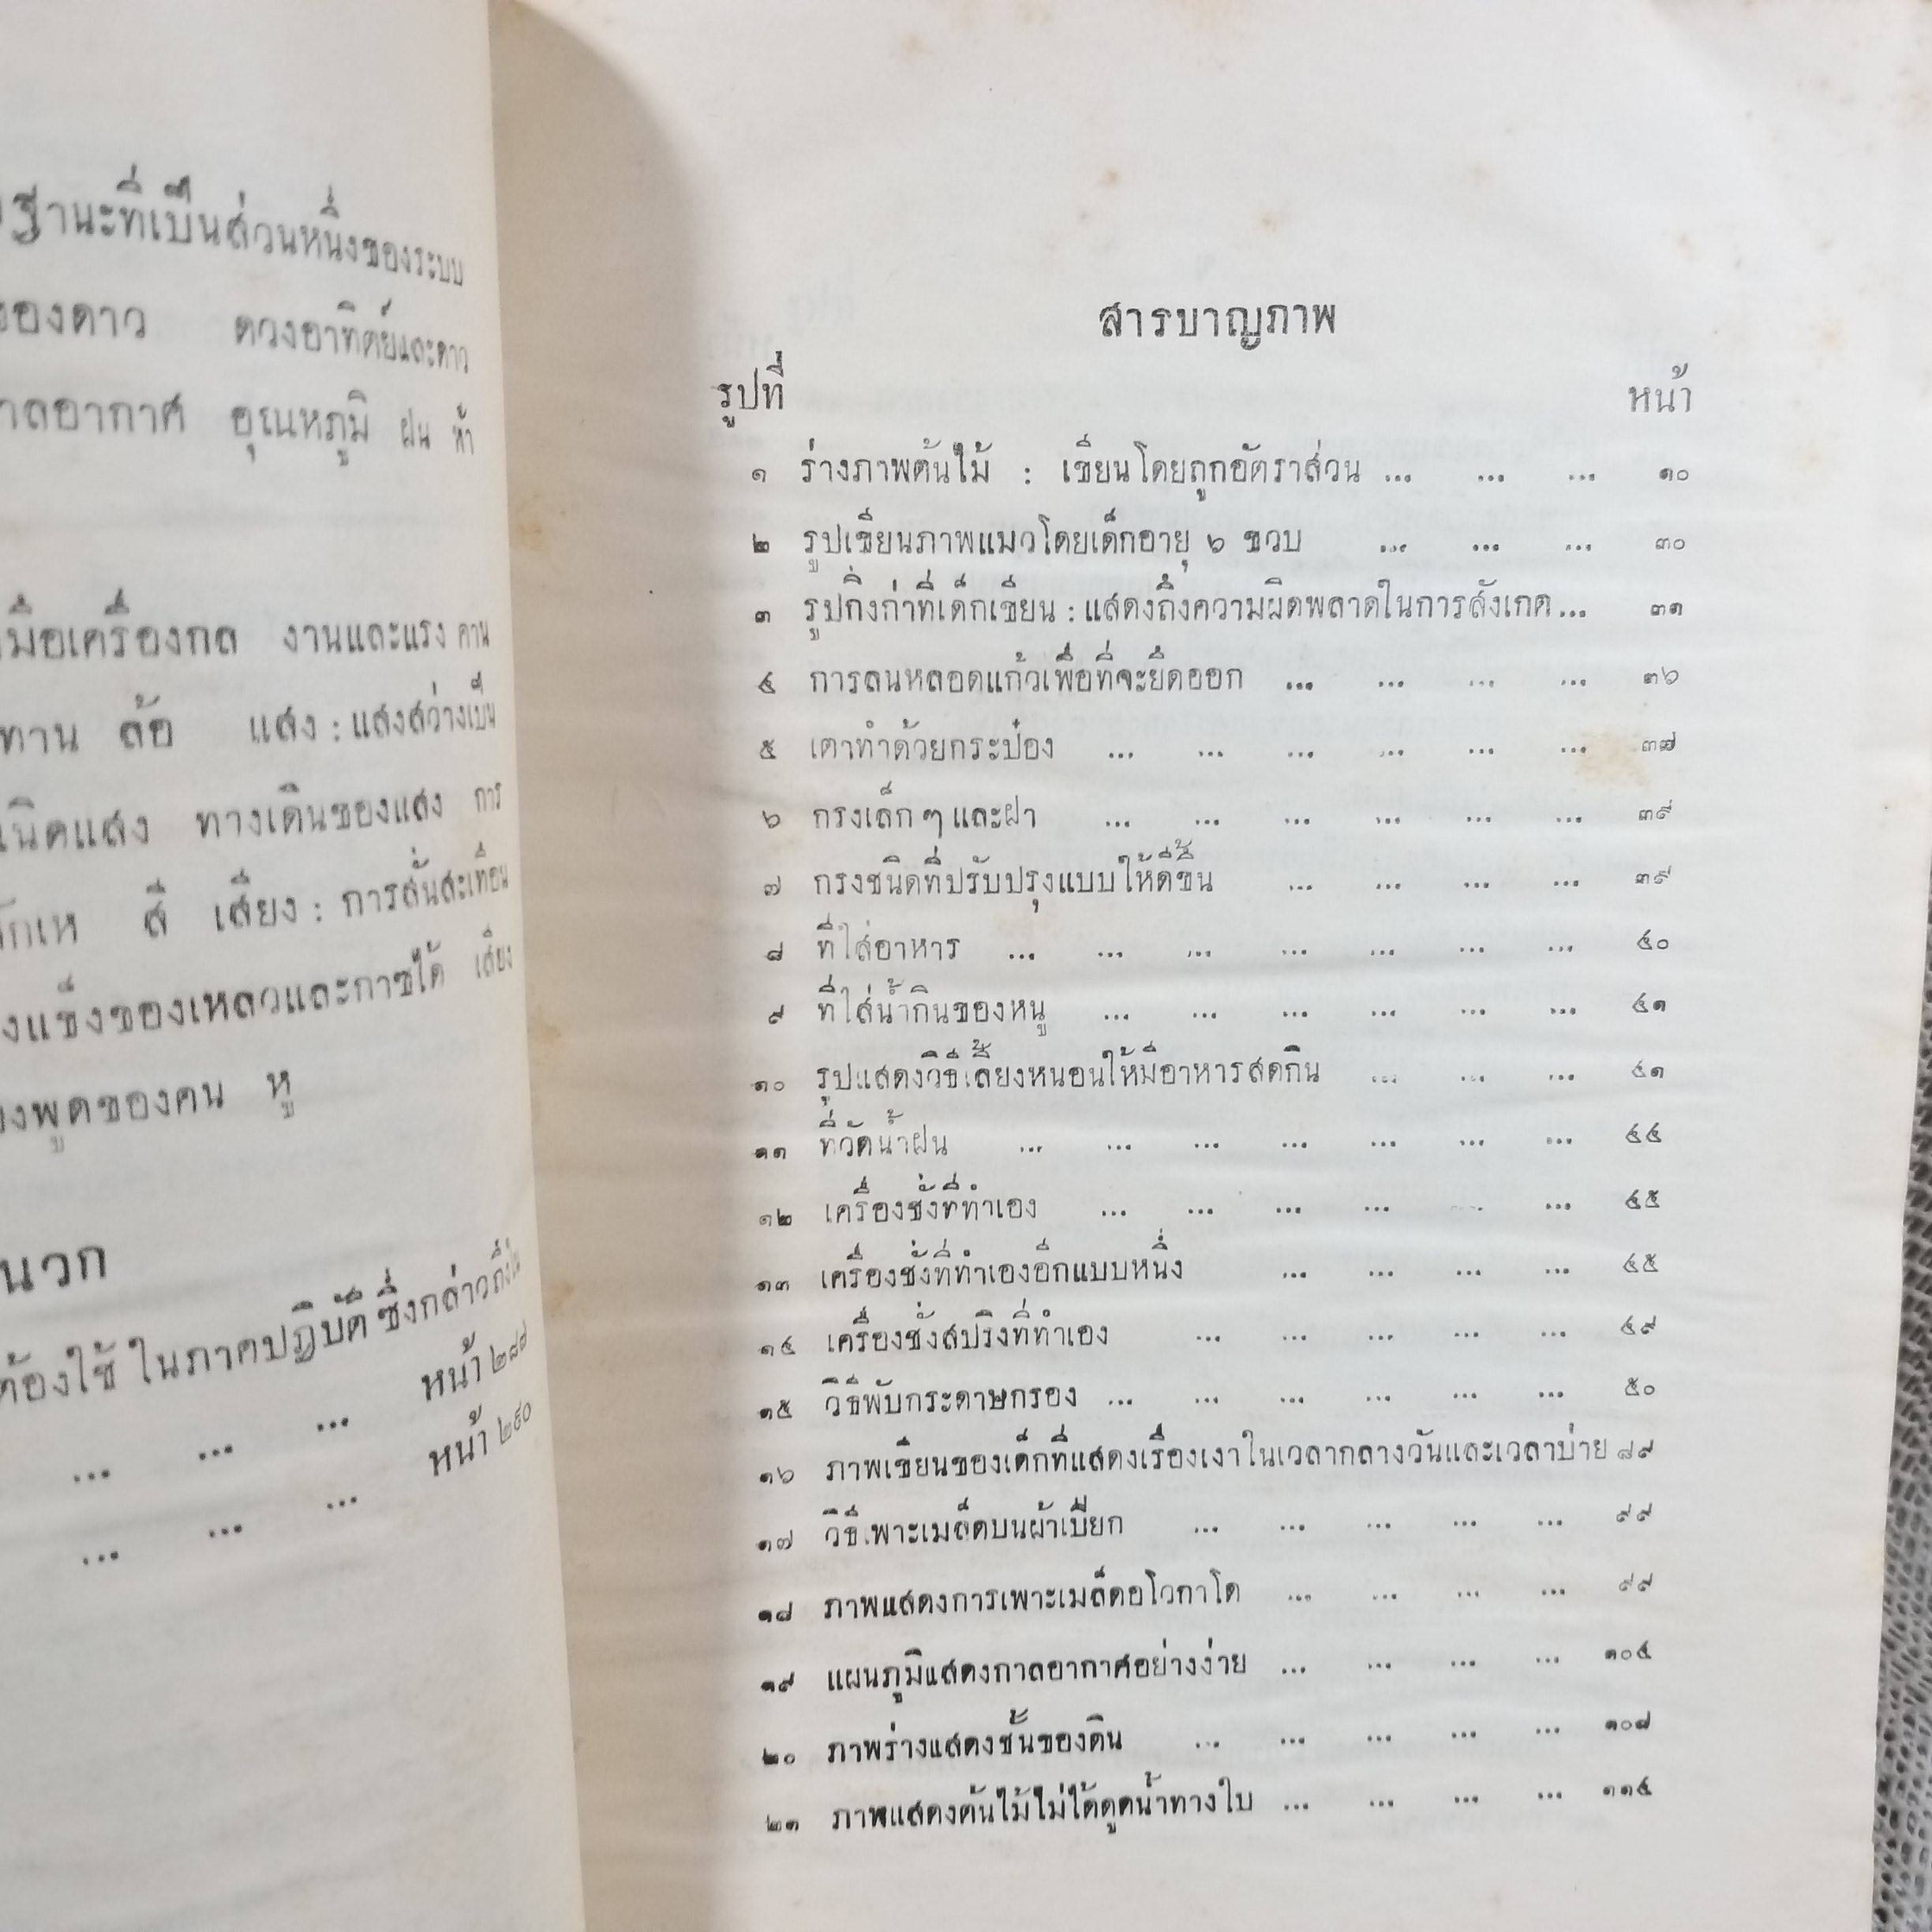 ฐานะที่เป็นส่วนหนึ่งของระบบ
ของดาว ดวงอาทิตย์และดาว
กาลอากาศ อุณหภูมิ ฝน ฟ้า
มือเครื่องกล งานและแรง คาน
ทาน ล้อ แสง : แสงสว่างเป็น
เนิดแสง ทางเดินของแสง การ
หักเห สี เสียง : การสั่นสะเทือน
งแข็งของเหลวและกาซได้ เสียง
งพูดของคน หู
นวก
ต้องใช้ ในภาคปฏิบัติ ซึ่งกล่าวถึงใน
... ... ... หน้า ๒๘๗
... ... ... หน้า ๒๙๐
สารบาญภาพ
รูปที่ หน้า
๑ ร่างภาพต้นไม้ : เขียนโดยถูกอัตราส่วน ... ... ... ๑๐
๒ รูปเขียนภาพแมวโดยเด็กอายุ ๖ ขวบ ... ... ... ๓๐
๓ รูปกิ้งก่าที่เด็กเขียน : แสดงถึงความผิดพลาดในการสังเกต... ๓๑
๔ การลนหลอดแก้วเพื่อที่จะยืดออก ... ... ... ... ๓๖
๕ เตาทำด้วยกระป๋อง ... ... ... ... ... ... ๓๗
๖ กรงเล็ก ๆ และฝา ... ... ... ... ... ... ๓๙
๗ กรงชนิดที่ปรับปรุงแบบให้ดีขึ้น ... ... ... ... ๓๙
๘ ที่ใส่อาหาร ... ... ... ... ... ... ... ๔๐
๙ ที่ใส่น้ำกินของหนู ... ... ... ... ... ... ๔๑
๑๐ รูปแสดงวิธีเลี้ยงหนอนให้มีอาหารสดกิน ... ... ... ๔๑
๑๑ ที่วัดน้ำฝน ... ... ... ... ... ... ... ๔๔
๑๒ เครื่องชั่งที่ทำเอง ... ... ... ... ... ... ๔๕
๑๓ เครื่องชั่งที่ทำเองอีกแบบหนึ่ง ... ... ... ... ๔๕
๑๔ เครื่องชั่งสปริงที่ทำเอง ... ... ... ... ... ๔๙
๑๕ วิธีพับกระดาษกรอง ... ... ... ... ... ... ๕๐
๑๖ ภาพเขียนของเด็กที่แสดงเรื่องเงาในเวลากลางวันและเวลาบ่าย ๘๙
๑๗ วิธีเพาะเมล็ดบนผ้าเปียก ... ... ... ... ... ๙๙
๑๘ ภาพแสดงการเพาะเมล็ดอโวกาโด ... ... ... ... ๙๙
๑๙ แผนภูมิแสดงกาลอากาศอย่างง่าย ... ... ... ... ๑๐๔
๒๐ ภาพร่างแสดงชั้นของดิน ... ... ... ... ... ๑๐๘
๒๑ ภาพแสดงต้นไม้ไม่ได้ดูดน้ำทางใบ ... ... ... ... ๑๑๔